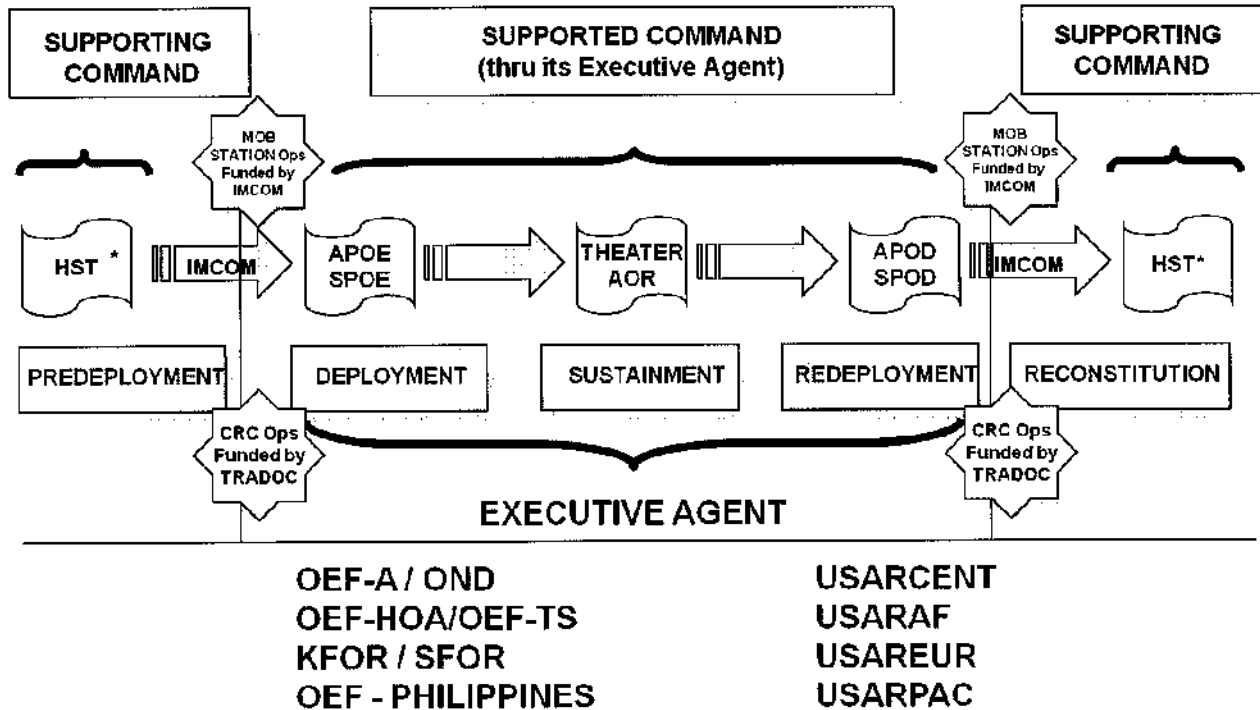 SUPPORTING
COMMAND
SUPPORTED COMMAND
(thru its Executive Agent)
SUPPORTING
COMMAND
MOB
STATION Ops
Funded by
IMCOM
MOB
STATION Ops
Funded by
IMCOM
HST *
IMCOM
APOE
SPOE
THEATER
AOR
APOD
SPOD
IMCOM
HST*
PREDEPLOYMENT
DEPLOYMENT
SUSTAINMENT
REDEPLOYMENT
RECONSTITUTION
CRC Ops
Funded by
TRADOC
CRC Ops
Funded by
TRADOC
EXECUTIVE AGENT
OEF-A / OND USARCENT
OEF-HOA/OEF-TS USARAF
KFOR / SFOR USAREUR
OEF - PHILIPPINES USARPAC